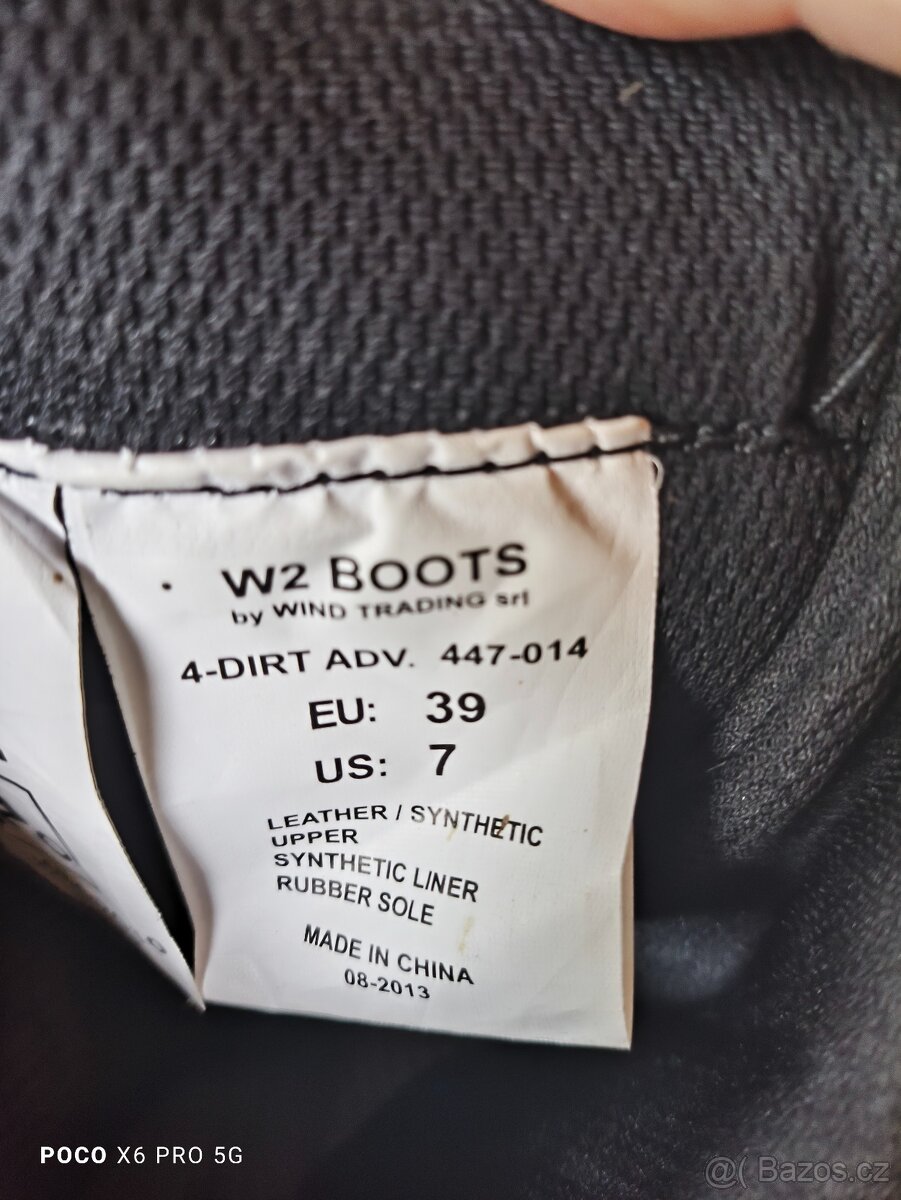 W2 BOOTS
by WIND TRADING srl
4-DIRT ADV. 447-014
EU: 39
US: 7
LEATHER / SYNTHETIC
UPPER
SYNTHETIC LINER
RUBBER SOLE
MADE IN CHINA
08-2013
POCO X6 PRO 5G
@( Bazos.cz